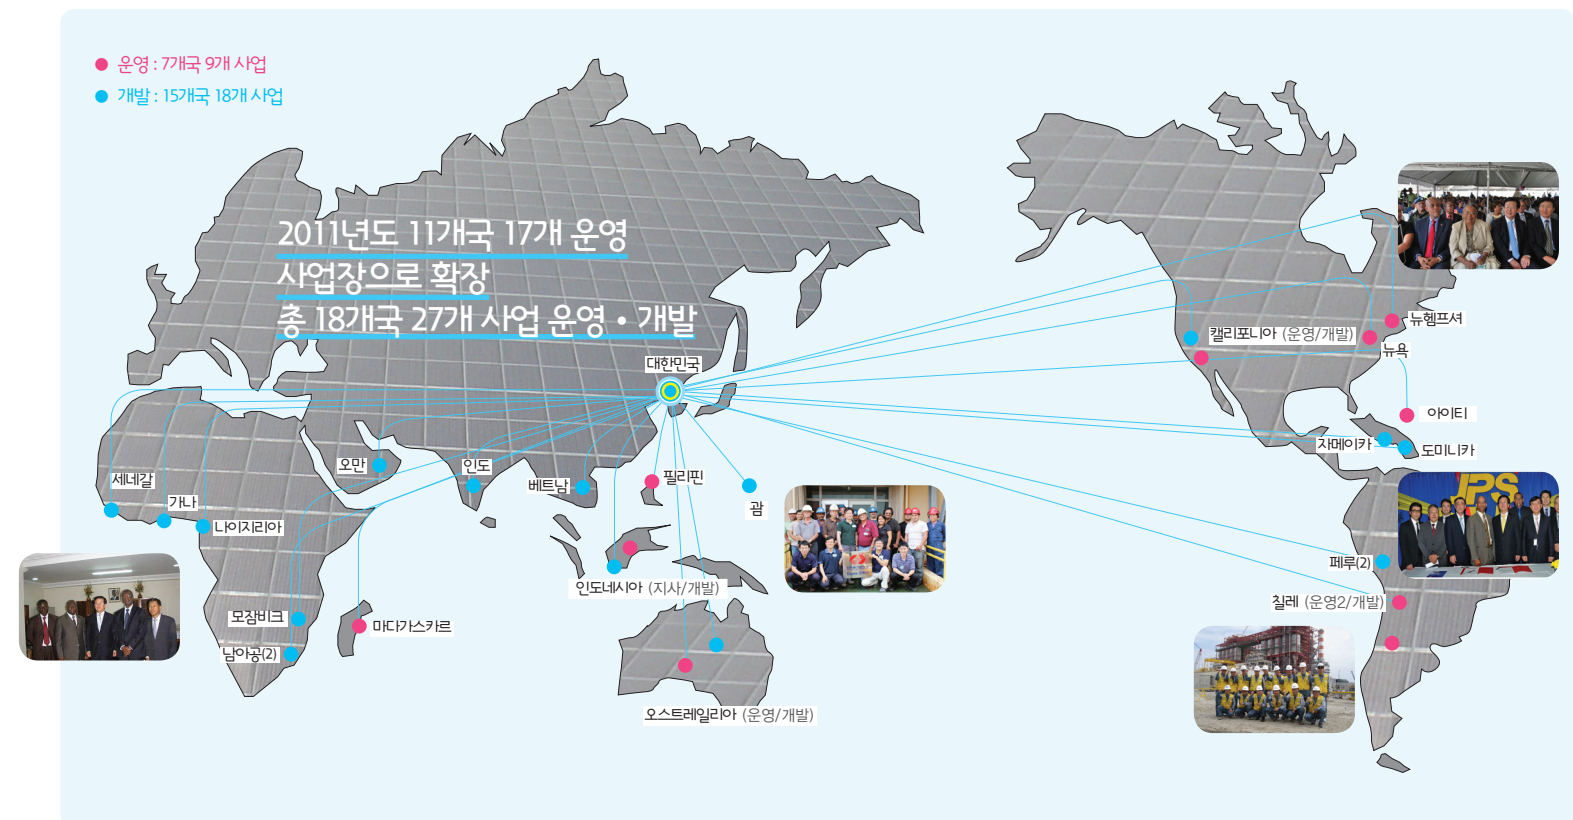 운영 : 7개국 9개 사업
개발 : 15개국 18개 사업
2011년도 11개국 17개 운영
사업장으로 확장
총 18개국 27개 사업 운영 • 개발
대한민국
캘리포니아 (운영/개발)
뉴햄프셔
뉴욕
아이티
자메이카
도미니카
세네갈
가나
나이지리아
오만
인도
베트남
필리핀
괌
인도네시아 (지사/개발)
모잠비크
남아공(2)
마다가스카르
오스트레일리아 (운영/개발)
페루(2)
칠레 (운영2/개발)
JPS